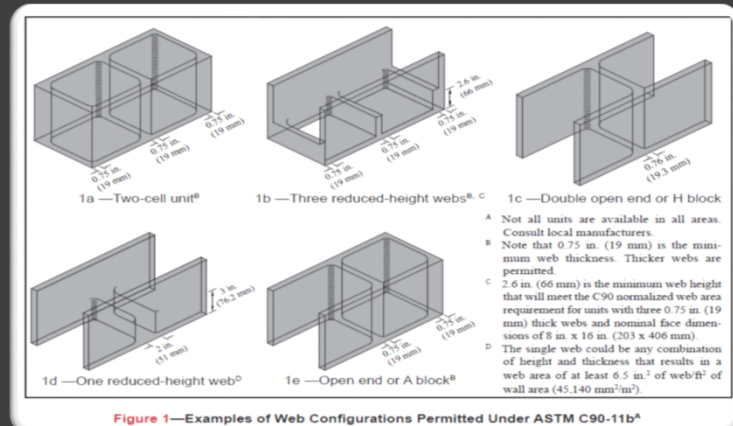 0.75 in.
(19 mm)
0.75 in.
(19 mm)
0.75 in.
(19 mm)
1a —Two-cell unitᴮ
2.6 in.
(66 mm)
0.75 in.
(19 mm)
0.75 in.
(19 mm)
0.75 in.
(19 mm)
1b —Three reduced-height websᴮ, ᶜ
0.76 in.
(19.3 mm)
1c —Double open end or H block
3 in.
(76.2 mm)
2 in.
(51 mm)
1d —One reduced-height webᴰ
0.75 in.
(19 mm)
0.75 in.
(19 mm)
1e —Open end or A blockᴮ
A Not all units are available in all areas.
Consult local manufacturers.
B Note that 0.75 in. (19 mm) is the mini-
mum web thickness. Thicker webs are
permitted.
C 2.6 in. (66 mm) is the minimum web height
that will meet the C90 normalized web area
requirement for units with three 0.75 in. (19
mm) thick webs and nominal face dimen-
sions of 8 in. x 16 in. (203 x 406 mm).
D The single web could be any combination
of height and thickness that results in a
web area of at least 6.5 in.² of web/ft² of
wall area (45,140 mm²/m²).
Figure 1—Examples of Web Configurations Permitted Under ASTM C90-11bᴬ